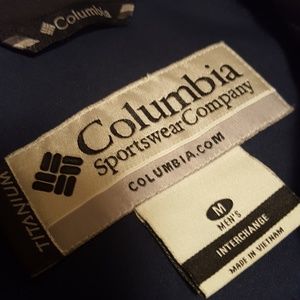 Columbia
Columbia
Sportswear Company
COLUMBIA.COM
TITANIUM
M
MEN'S
INTERCHANGE
MADE IN VIETNAM